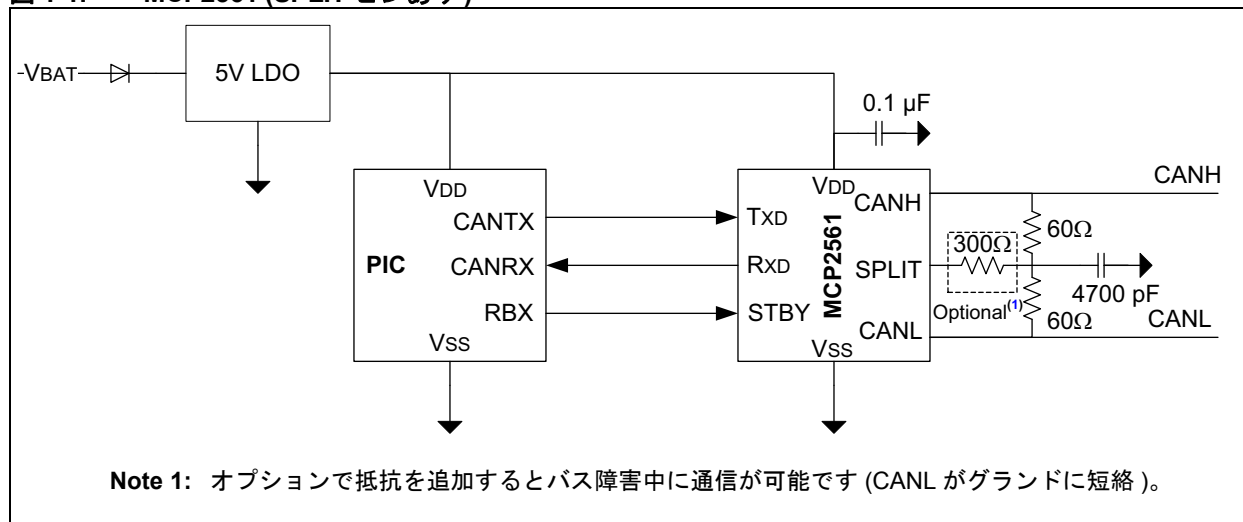 VBAT
5V LDO
0.1 µF
VDD
CANTX
CANRX
RBX
PIC
VSS
VDD
TXD
RXD
STBY
VSS
MCP2561
CANH
SPLIT
CANL
CANH
60Ω
300Ω
Optional(1)
4700 pF
60Ω
CANL
Note 1: オプションで抵抗を追加するとバス障害中に通信が可能です (CANL がグランドに短絡 )。